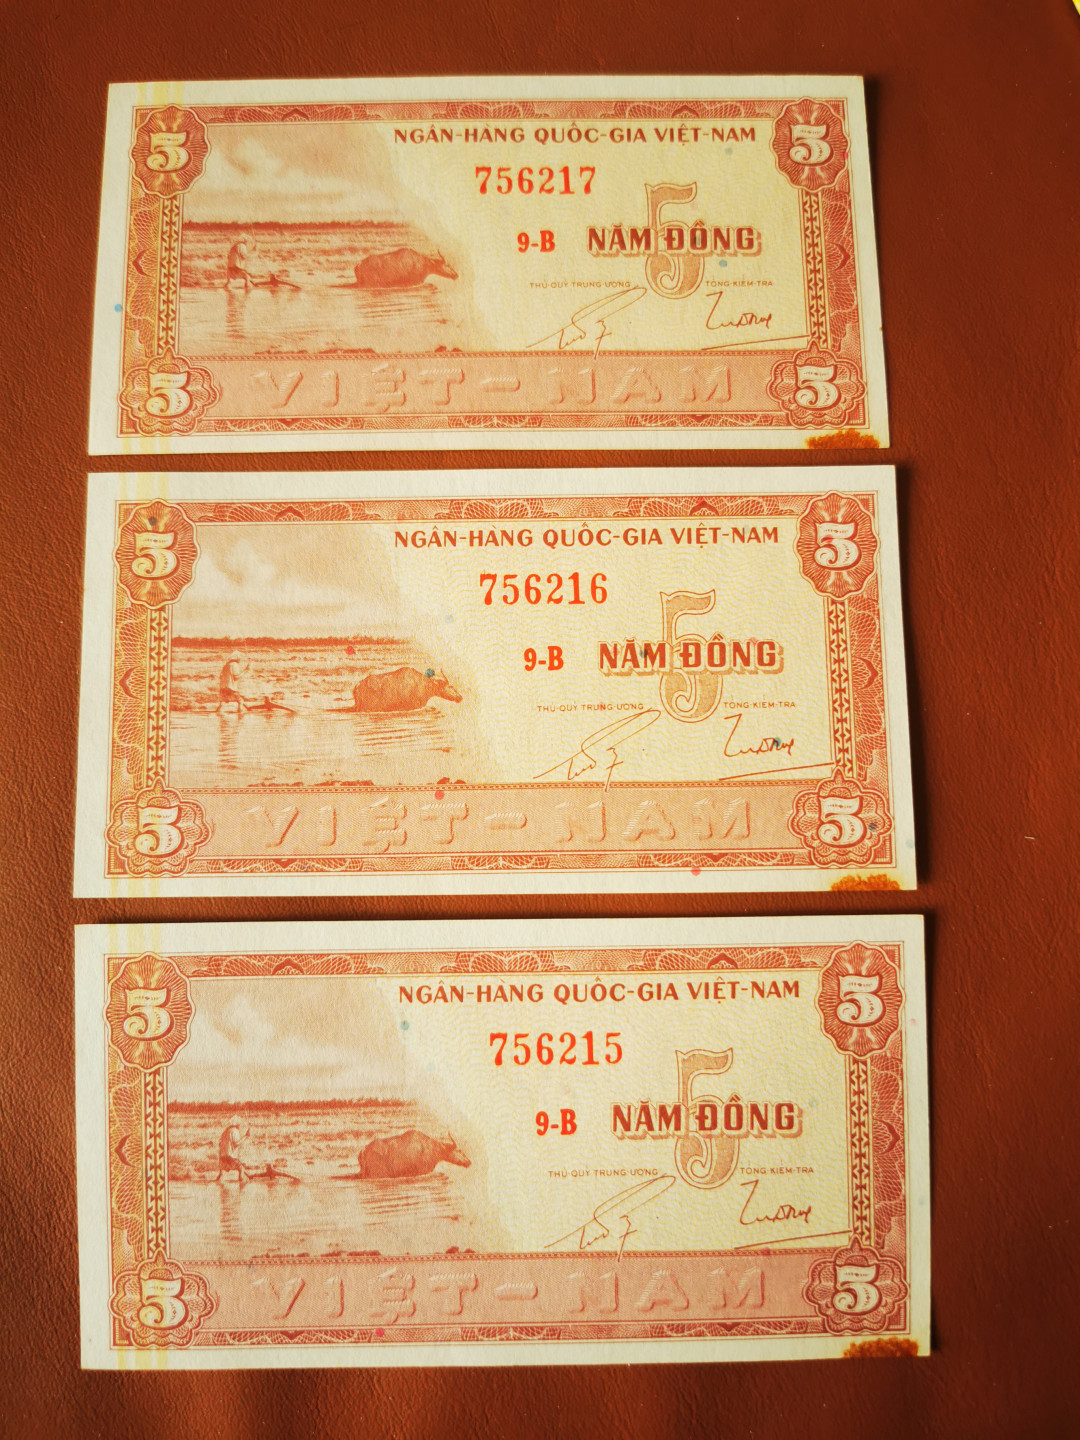 5 5
NGÂN-HÀNG QUỐC-GIA VIỆT-NAM
756217
5
9-B NĂM ĐỒNG
THỦ-QUỸ TRUNG-ƯƠNG TỔNG-KIỂM-TRA
5 VIỆT-NAM 5
5 5
NGÂN-HÀNG QUỐC-GIA VIỆT-NAM
756216
5
9-B NĂM ĐỒNG
THỦ-QUỸ TRUNG-ƯƠNG TỔNG-KIỂM-TRA
5 VIỆT-NAM 5
5 5
NGÂN-HÀNG QUỐC-GIA VIỆT-NAM
756215
5
9-B NĂM ĐỒNG
THỦ-QUỸ TRUNG-ƯƠNG TỔNG-KIỂM-TRA
5 VIỆT-NAM 5